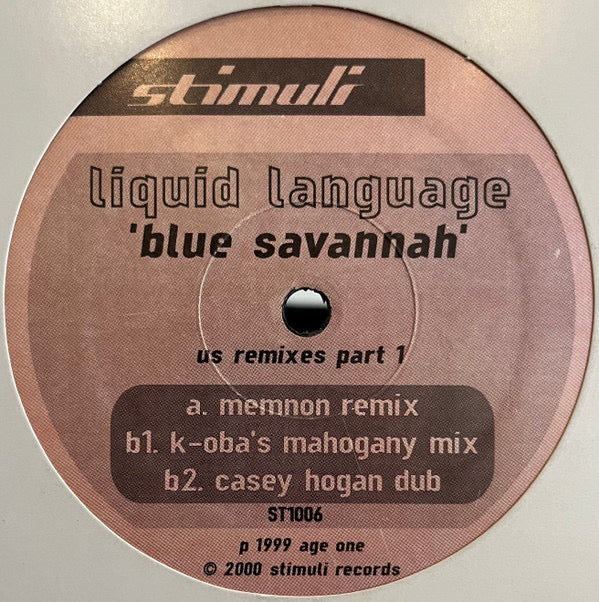 stimuli
liquid language
'blue savannah'
us remixes part 1
a. memnon remix
b1. k-oba's mahogany mix
b2. casey hogan dub
ST1006
p 1999 age one
© 2000 stimuli records